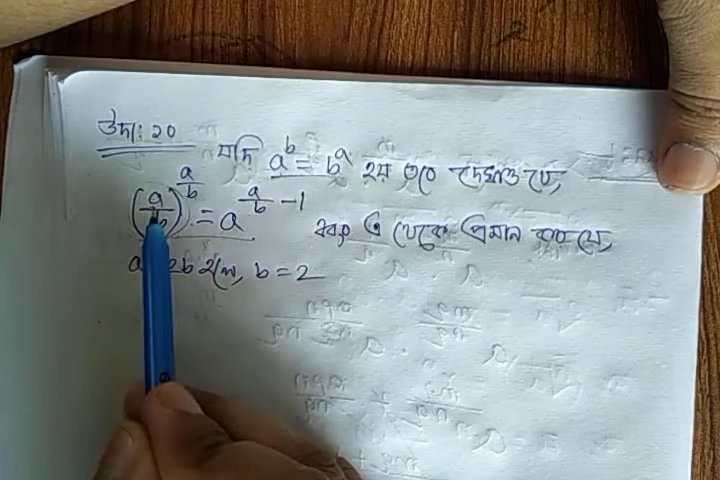 উদা: ২০ যদি a^b = b^a হয় তবে দেখাও যে,
(a/b)^(a/b) = a^(a/b - 1) এবং এ থেকে প্রমান কর যে,
a = 2b হলে, b = 2